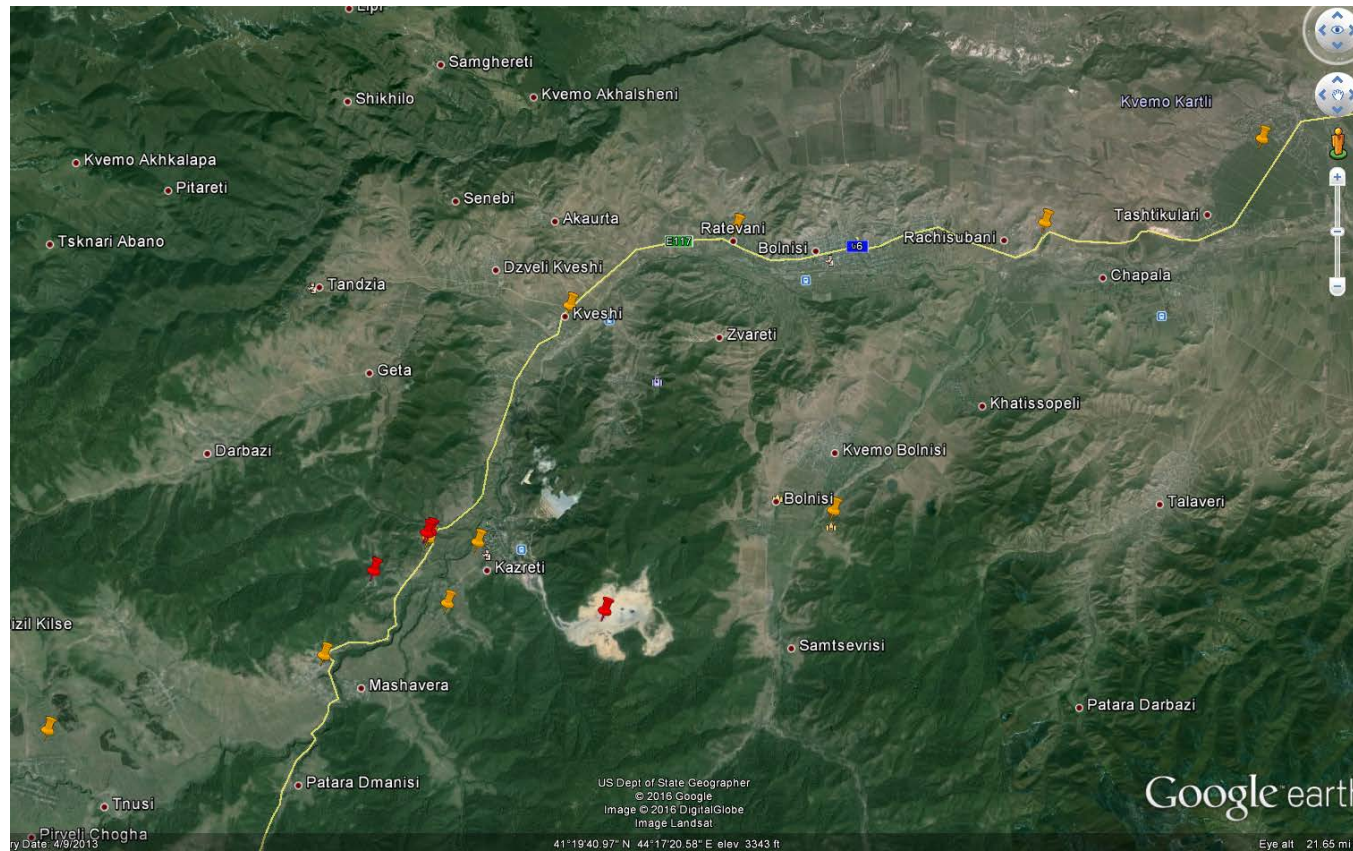 Lipi
Samghereti
Shikhilo
Kvemo Akhalsheni
Kvemo Kartli
Kvemo Akhkalapa
Pitareti
Senebi
Akaurta
Tsknari Abano
Ratevani
E117
Bolnisi
6
Rachisubani
Tashtikulari
Dzveli Kveshi
Tandzia
Chapala
Kveshi
Zvareti
Geta
Khatissopeli
Darbazi
Kvemo Bolnisi
Bolnisi
Talaveri
Kazreti
izil Kilse
Samtsevrisi
Mashavera
Patara Darbazi
Patara Dmanisi
Tnusi
Pirveli Chogha
US Dept of State Geographer
© 2016 Google
Image © 2016 DigitalGlobe
Image Landsat
Google earth
ry Date: 4/9/2013
41°19'40.97" N 44°17'20.58" E elev 3343 ft
Eye alt 21.65 mi